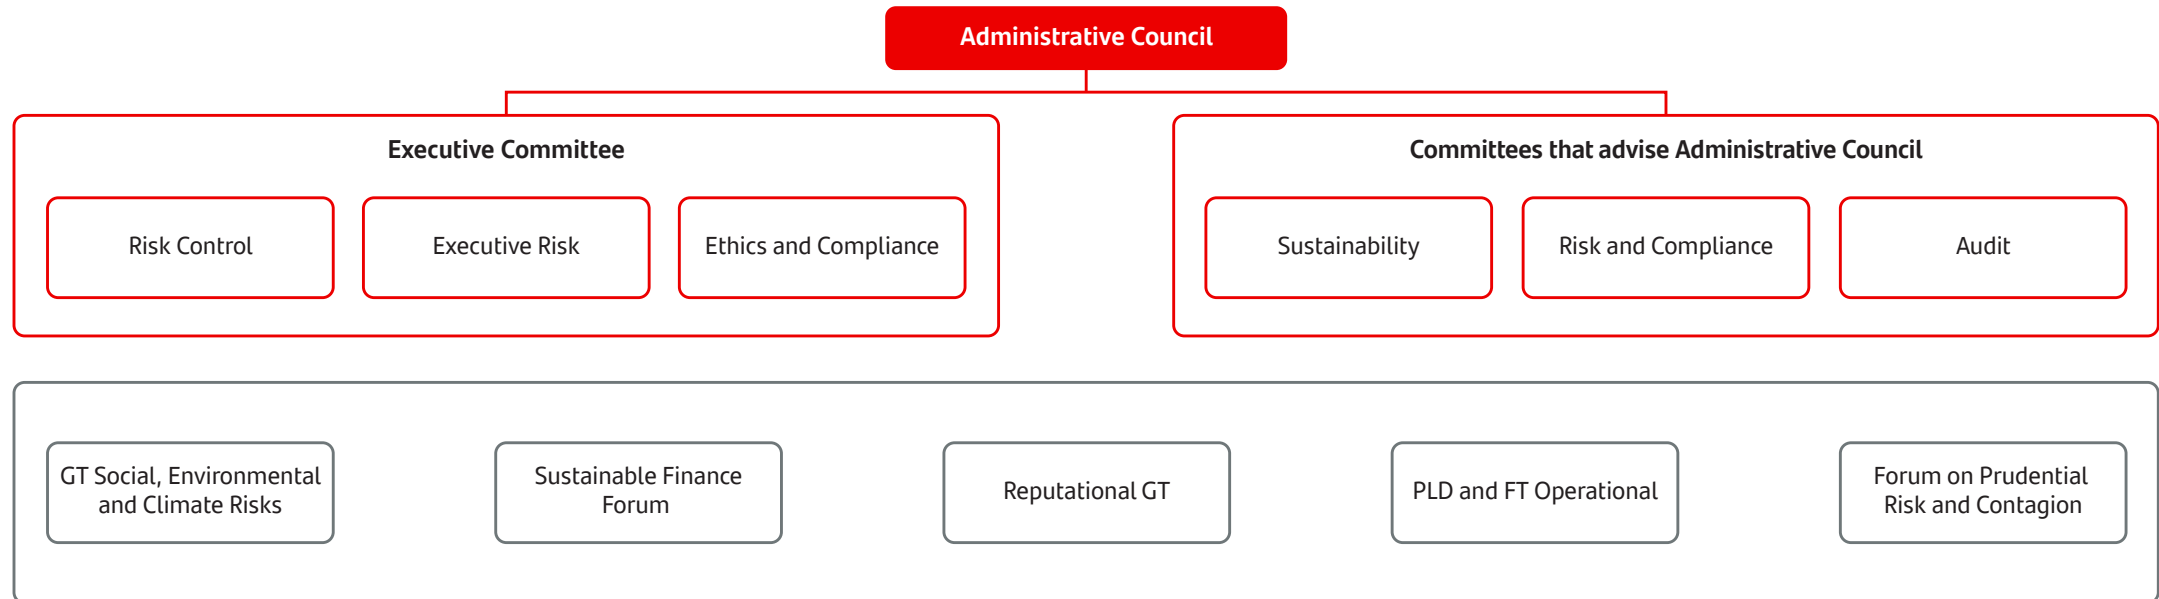 Administrative Council
Executive Committee
Risk Control
Executive Risk
Ethics and Compliance
Committees that advise Administrative Council
Sustainability
Risk and Compliance
Audit
GT Social, Environmental
and Climate Risks
Sustainable Finance
Forum
Reputational GT
PLD and FT Operational
Forum on Prudential
Risk and Contagion